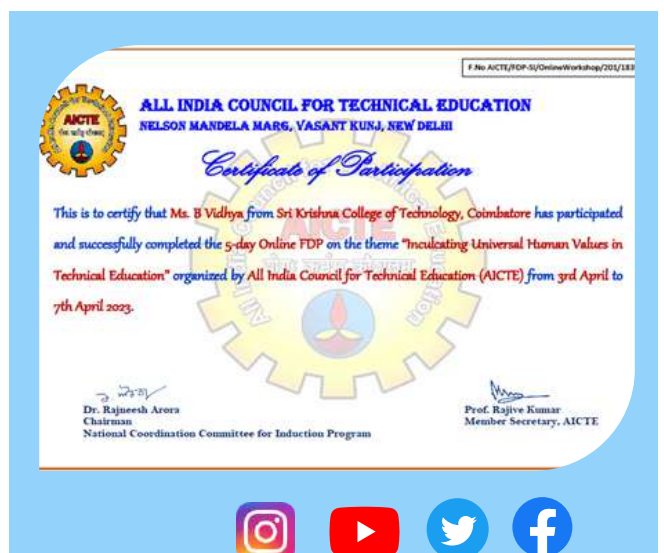 F.No AICTE/FDP-SI/OnlineWorkshop/201/183
AICTE
ALL INDIA COUNCIL FOR TECHNICAL EDUCATION
NELSON MANDELA MARG, VASANT KUNJ, NEW DELHI
Certificate of Participation
This is to certify that Ms. B Vidhya from Sri Krishna College of Technology, Coimbatore has participated
and successfully completed the 5-day Online FDP on the theme "Inculcating Universal Human Values in
Technical Education" organized by All India Council for Technical Education (AICTE) from 3rd April to
7th April 2023.
Dr. Rajneesh Arora
Chairman
National Coordination Committee for Induction Program
Prof. Rajive Kumar
Member Secretary, AICTE